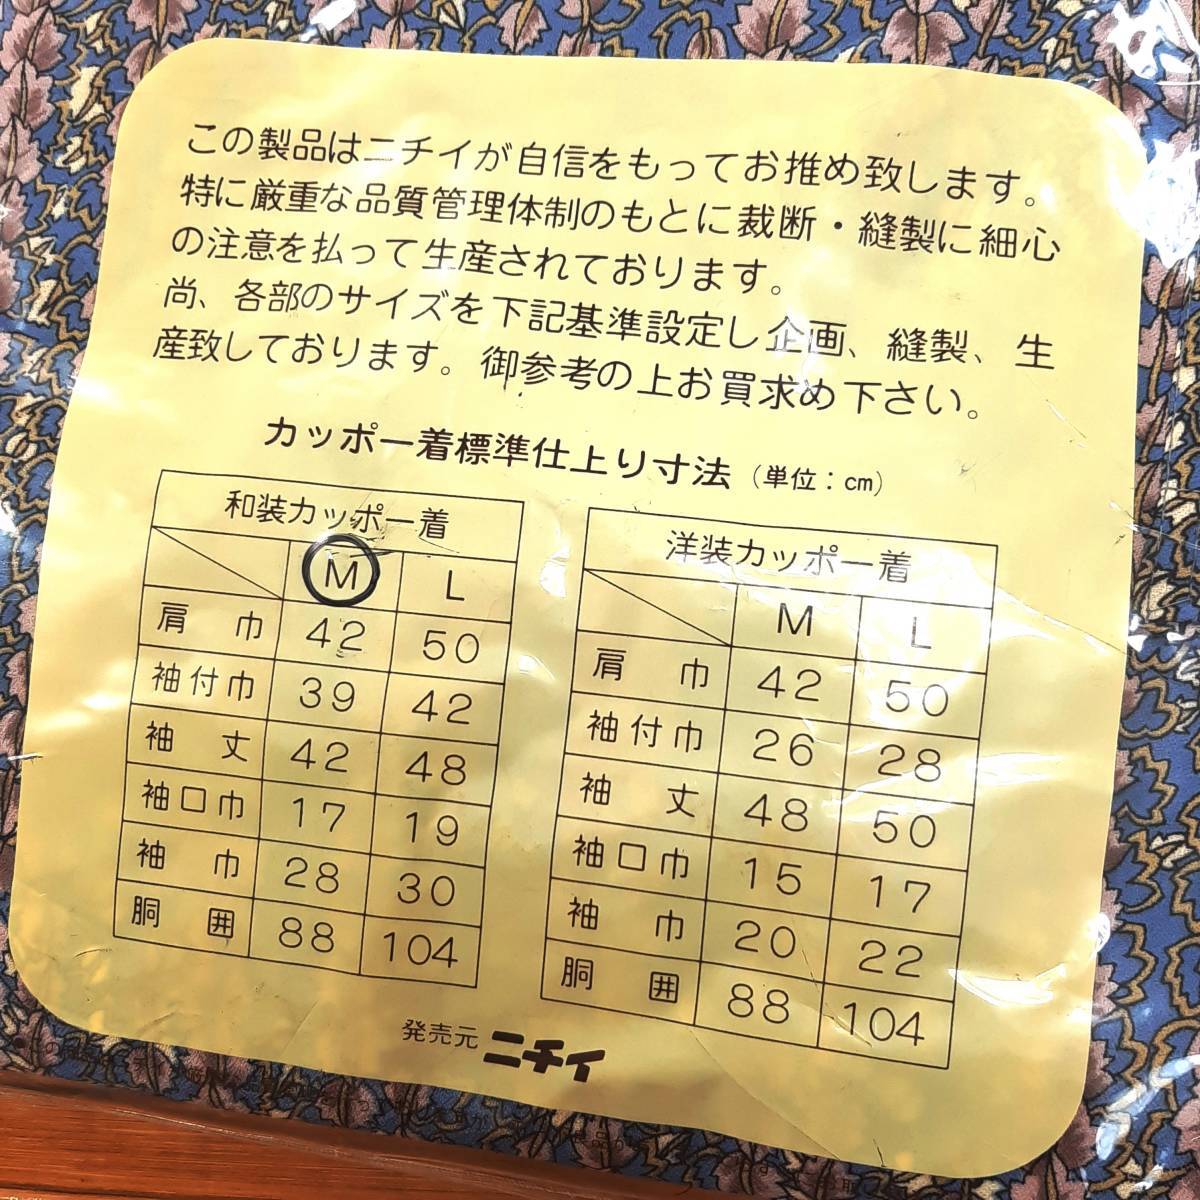 この製品はニチイが自信をもってお推め致します。
特に厳重な品質管理体制のもとに裁断・縫製に細心
の注意を払って生産されております。
尚、各部のサイズを下記基準設定し企画、縫製、生
産致しております。御参考の上お買求め下さい。
カッポー着標準仕上り寸法（単位：cm）
和装カッポー着
M L
肩巾 42 50
袖付巾 39 42
袖丈 42 48
袖口巾 17 19
袖巾 28 30
胴囲 88 104
洋装カッポー着
M L
肩巾 42 50
袖付巾 26 28
袖丈 48 50
袖口巾 15 17
袖巾 20 22
胴囲 88 104
発売元 ニチイ